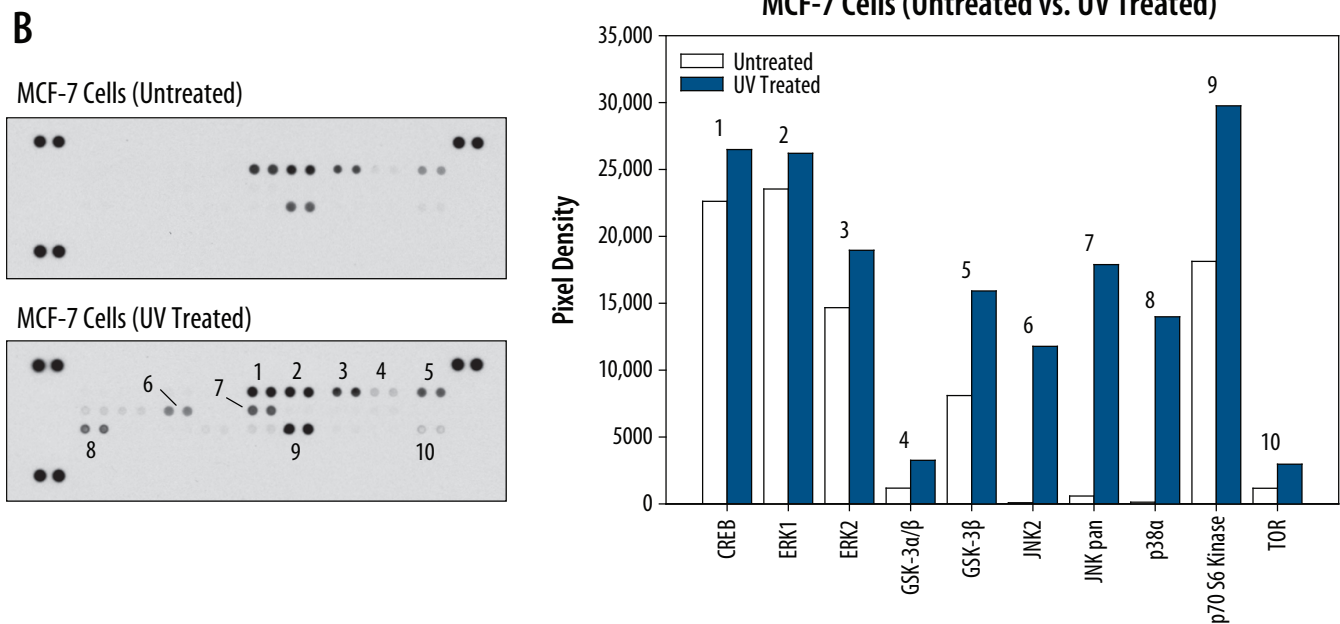 B
MCF-7 Cells (Untreated)
MCF-7 Cells (UV Treated)
1 2 3 4 5
6
7
8
9
10
MCF-7 Cells (Untreated vs. UV Treated)
Untreated
UV Treated
Pixel Density
35,000
30,000
25,000
20,000
15,000
10,000
5000
0
1
2
3
4
5
6
7
8
9
10
CREB
ERK1
ERK2
GSK-3α/β
GSK-3β
JNK2
JNK pan
p38α
p70 S6 Kinase
TOR